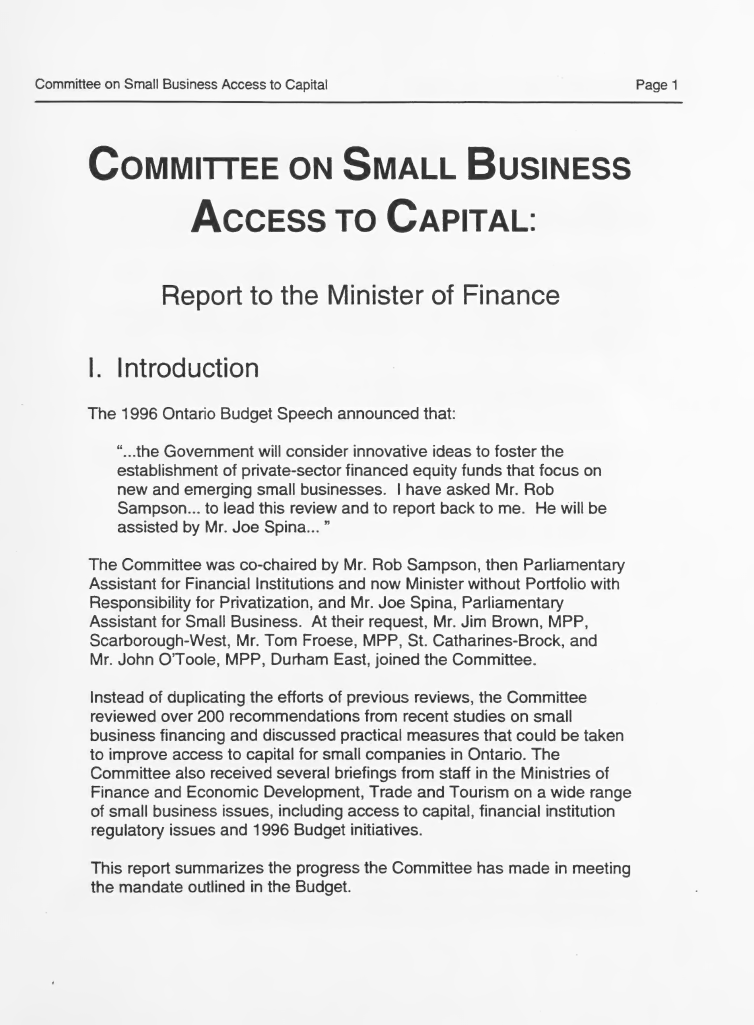 Committee on Small Business Access to Capital Page 1
COMMITTEE ON SMALL BUSINESS
ACCESS TO CAPITAL:
Report to the Minister of Finance
I. Introduction
The 1996 Ontario Budget Speech announced that:
“...the Government will consider innovative ideas to foster the
establishment of private-sector financed equity funds that focus on
new and emerging small businesses. I have asked Mr. Rob
Sampson... to lead this review and to report back to me. He will be
assisted by Mr. Joe Spina... ”
The Committee was co-chaired by Mr. Rob Sampson, then Parliamentary
Assistant for Financial Institutions and now Minister without Portfolio with
Responsibility for Privatization, and Mr. Joe Spina, Parliamentary
Assistant for Small Business. At their request, Mr. Jim Brown, MPP,
Scarborough-West, Mr. Tom Froese, MPP, St. Catharines-Brock, and
Mr. John O'Toole, MPP, Durham East, joined the Committee.
Instead of duplicating the efforts of previous reviews, the Committee
reviewed over 200 recommendations from recent studies on small
business financing and discussed practical measures that could be taken
to improve access to capital for small companies in Ontario. The
Committee also received several briefings from staff in the Ministries of
Finance and Economic Development, Trade and Tourism on a wide range
of small business issues, including access to capital, financial institution
regulatory issues and 1996 Budget initiatives.
This report summarizes the progress the Committee has made in meeting
the mandate outlined in the Budget.